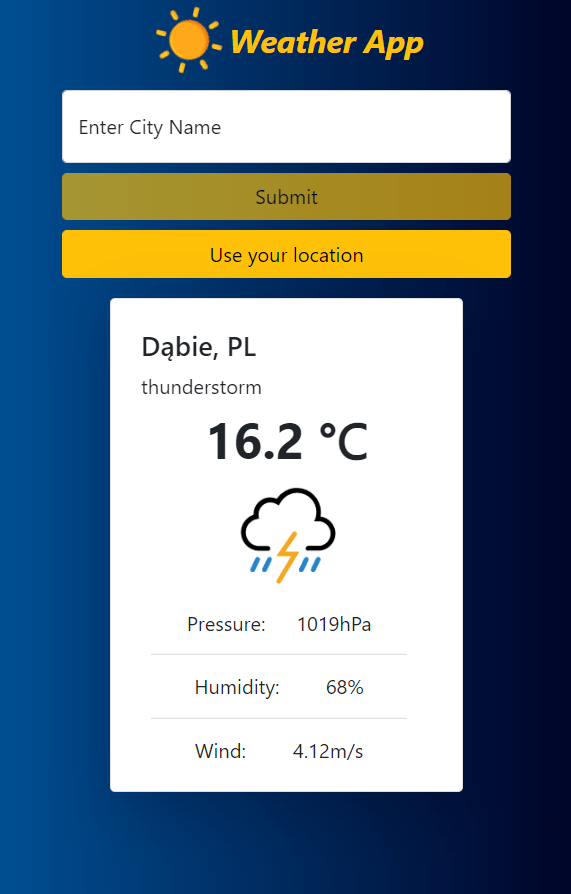 Weather App
Enter City Name
Submit
Use your location
Dąbie, PL
thunderstorm
16.2 °C
Pressure: 1019hPa
Humidity: 68%
Wind: 4.12m/s